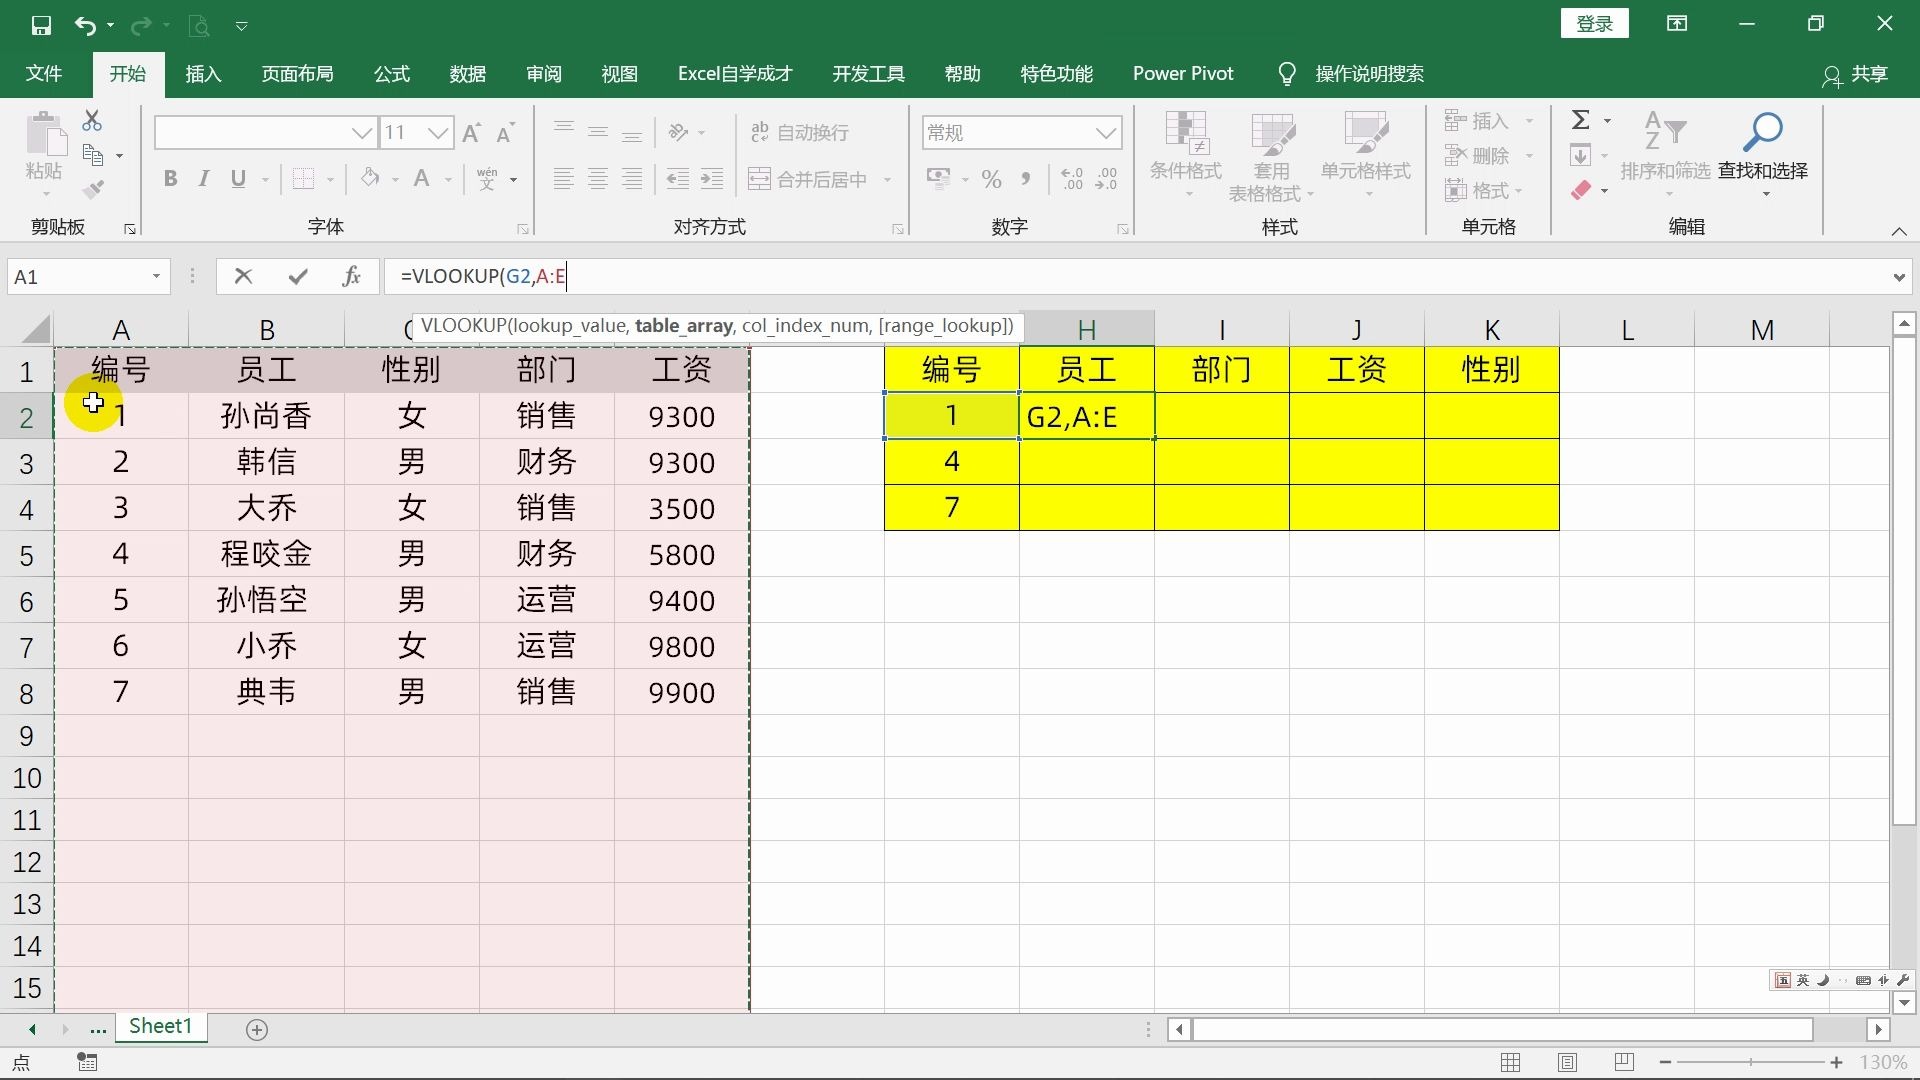 登录
文件 开始 插入 页面布局 公式 数据 审阅 视图 Excel自学成才 开发工具 帮助 特色功能 Power Pivot 操作说明搜索 共享
粘贴 11 A A ab 自动换行 常规 条件格式 套用 表格格式 单元格样式 插入 删除 格式 排序和筛选 查找和选择
B I U A wén 文 合并后居中 % , .00 .00
剪贴板 字体 对齐方式 数字 样式 单元格 编辑
A1 fx =VLOOKUP(G2,A:E
VLOOKUP(lookup_value, table_array, col_index_num, [range_lookup])
A B H I J K L M
1 编号 员工 性别 部门 工资 编号 员工 部门 工资 性别
2 1 孙尚香 女 销售 9300 1 G2,A:E
3 2 韩信 男 财务 9300 4
4 3 大乔 女 销售 3500 7
5 4 程咬金 男 财务 5800
6 5 孙悟空 男 运营 9400
7 6 小乔 女 运营 9800
8 7 典韦 男 销售 9900
9
10
11
12
13
14
15
五 英
... Sheet1
点 130%